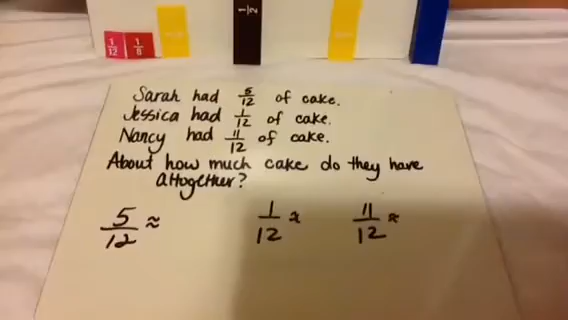 1/12 1/8
1/2
Sarah had 5/12 of cake.
Jessica had 1/12 of cake.
Nancy had 11/12 of cake.
About how much cake do they have
altogether?
5/12 ≈ 1/12 ≈ 11/12 ≈